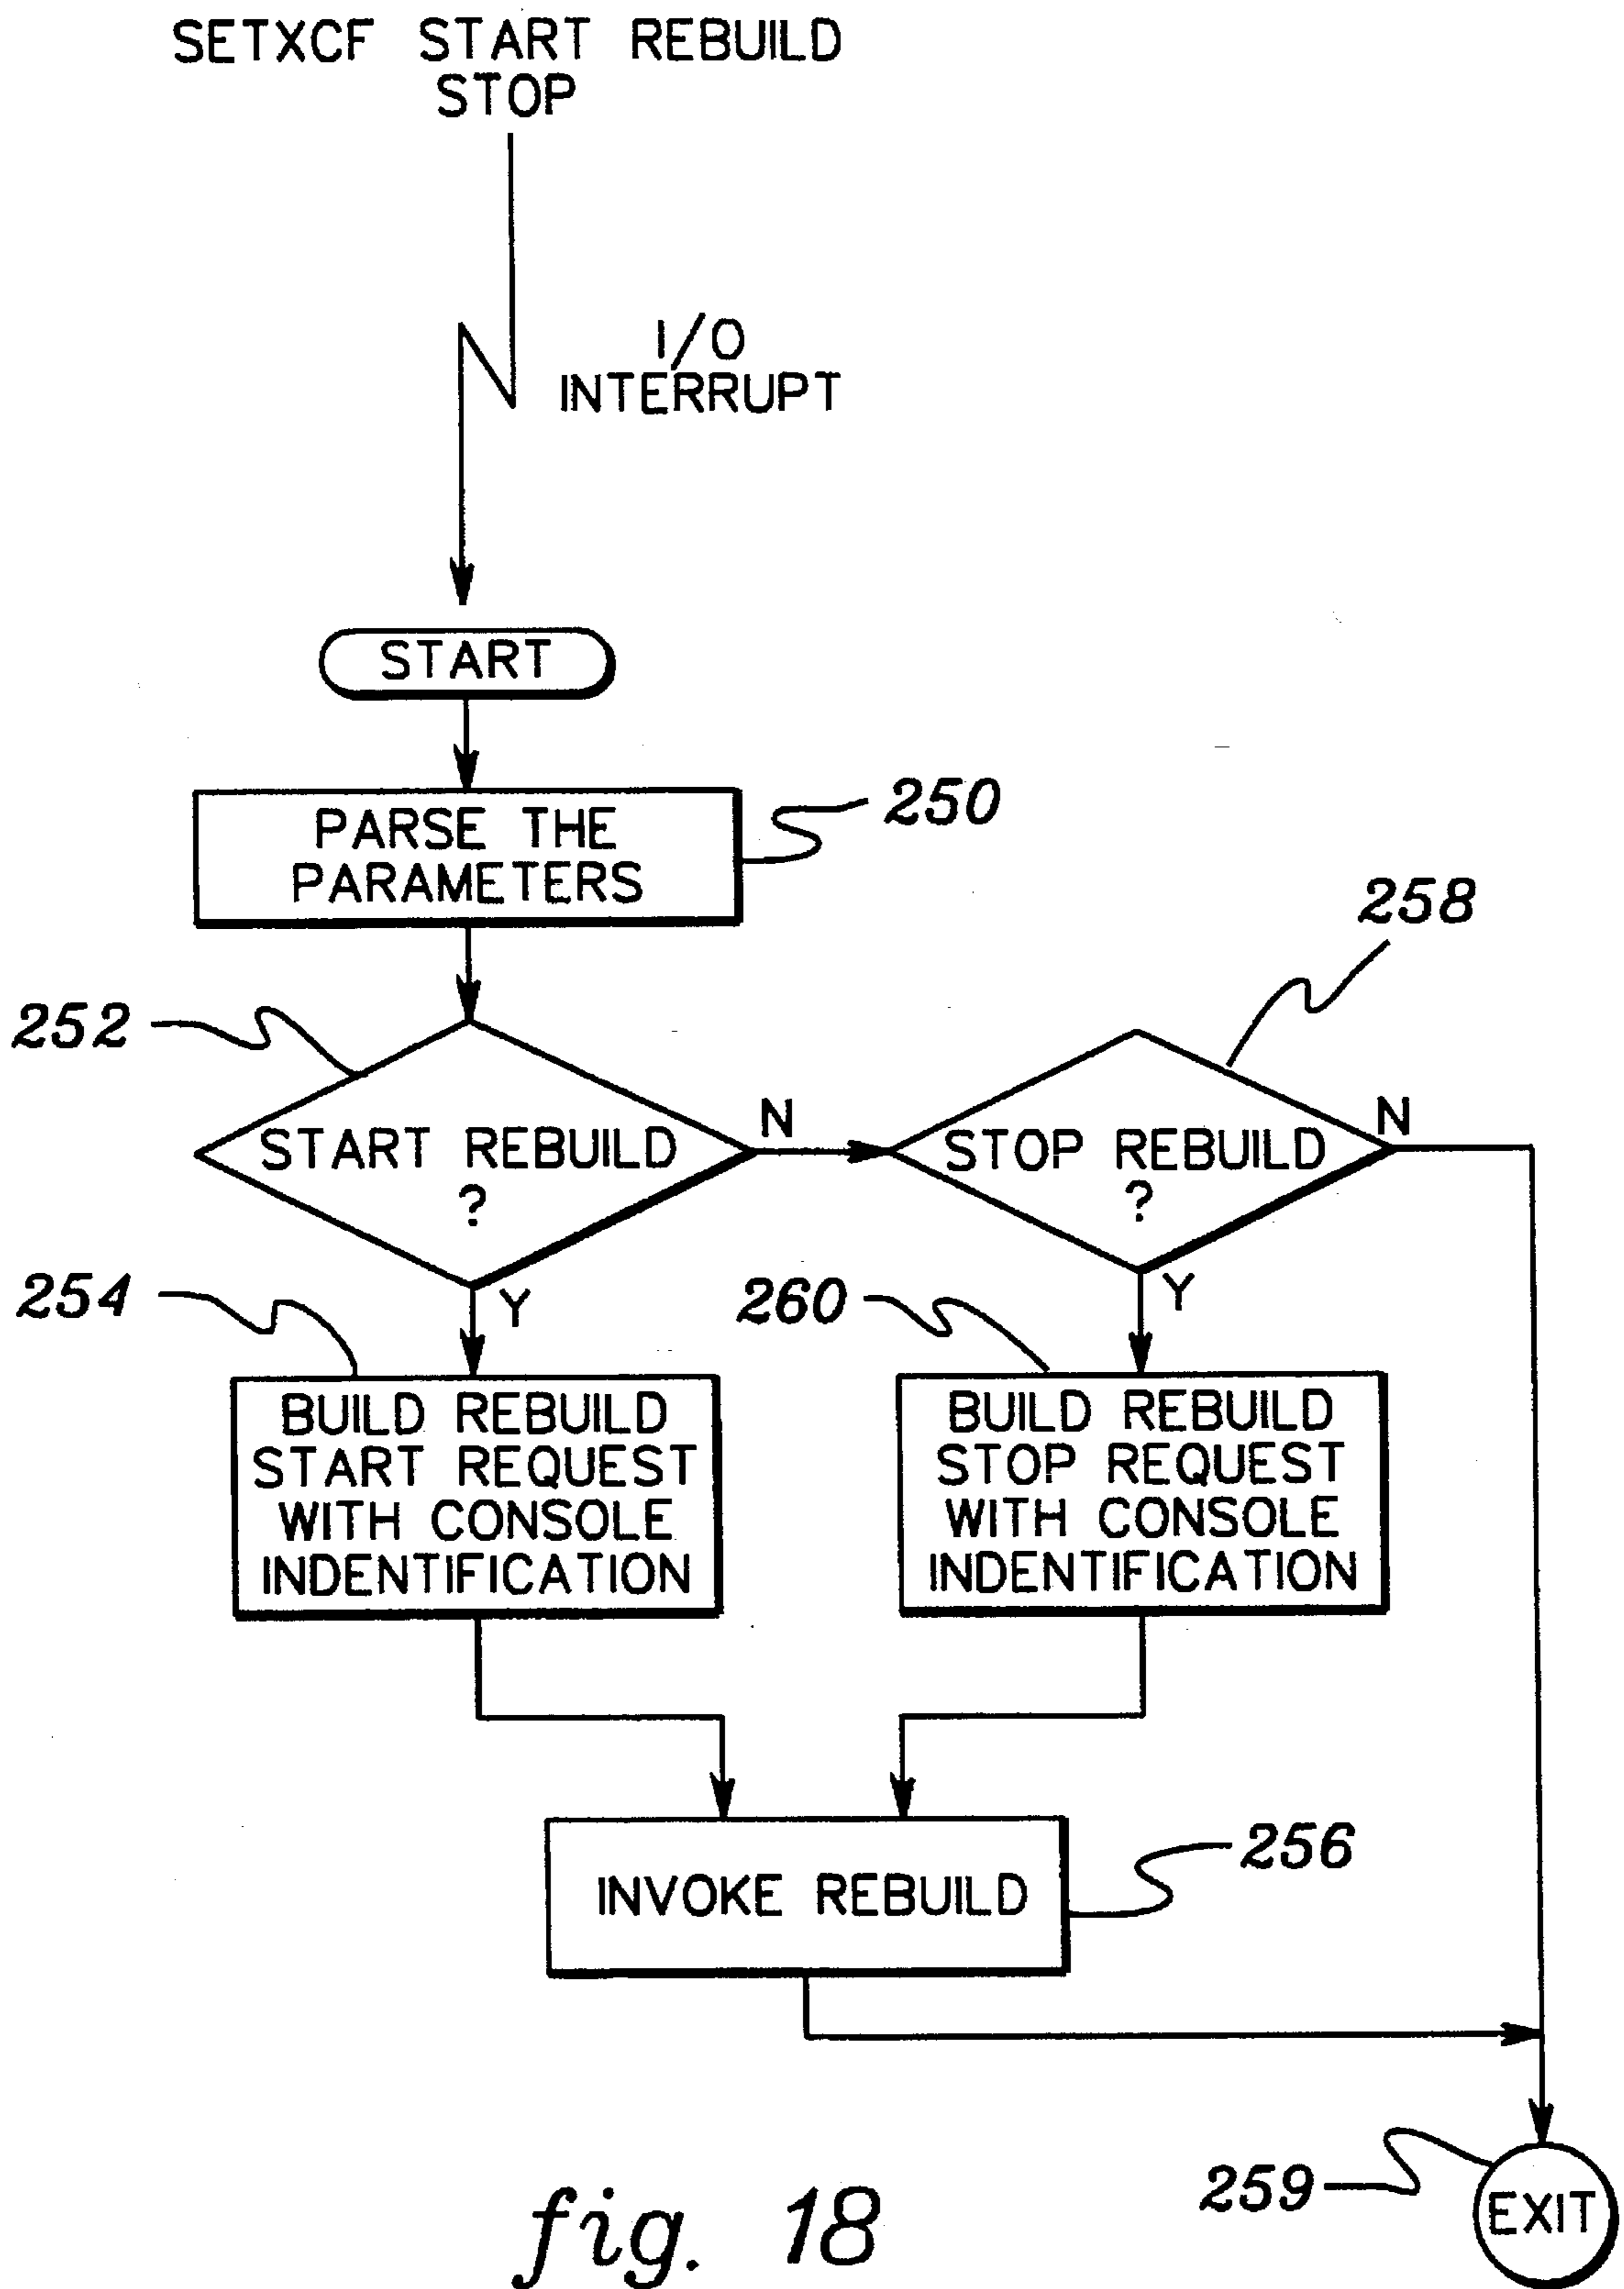 SETXCF START REBUILD
STOP
I/O
INTERRUPT
START
PARSE THE
PARAMETERS
250
258
252
START REBUILD
?
N
STOP REBUILD
?
N
254
Y
260
Y
BUILD REBUILD
START REQUEST
WITH CONSOLE
INDENTIFICATION
BUILD REBUILD
STOP REQUEST
WITH CONSOLE
INDENTIFICATION
INVOKE REBUILD
256
259
EXIT
fig. 18